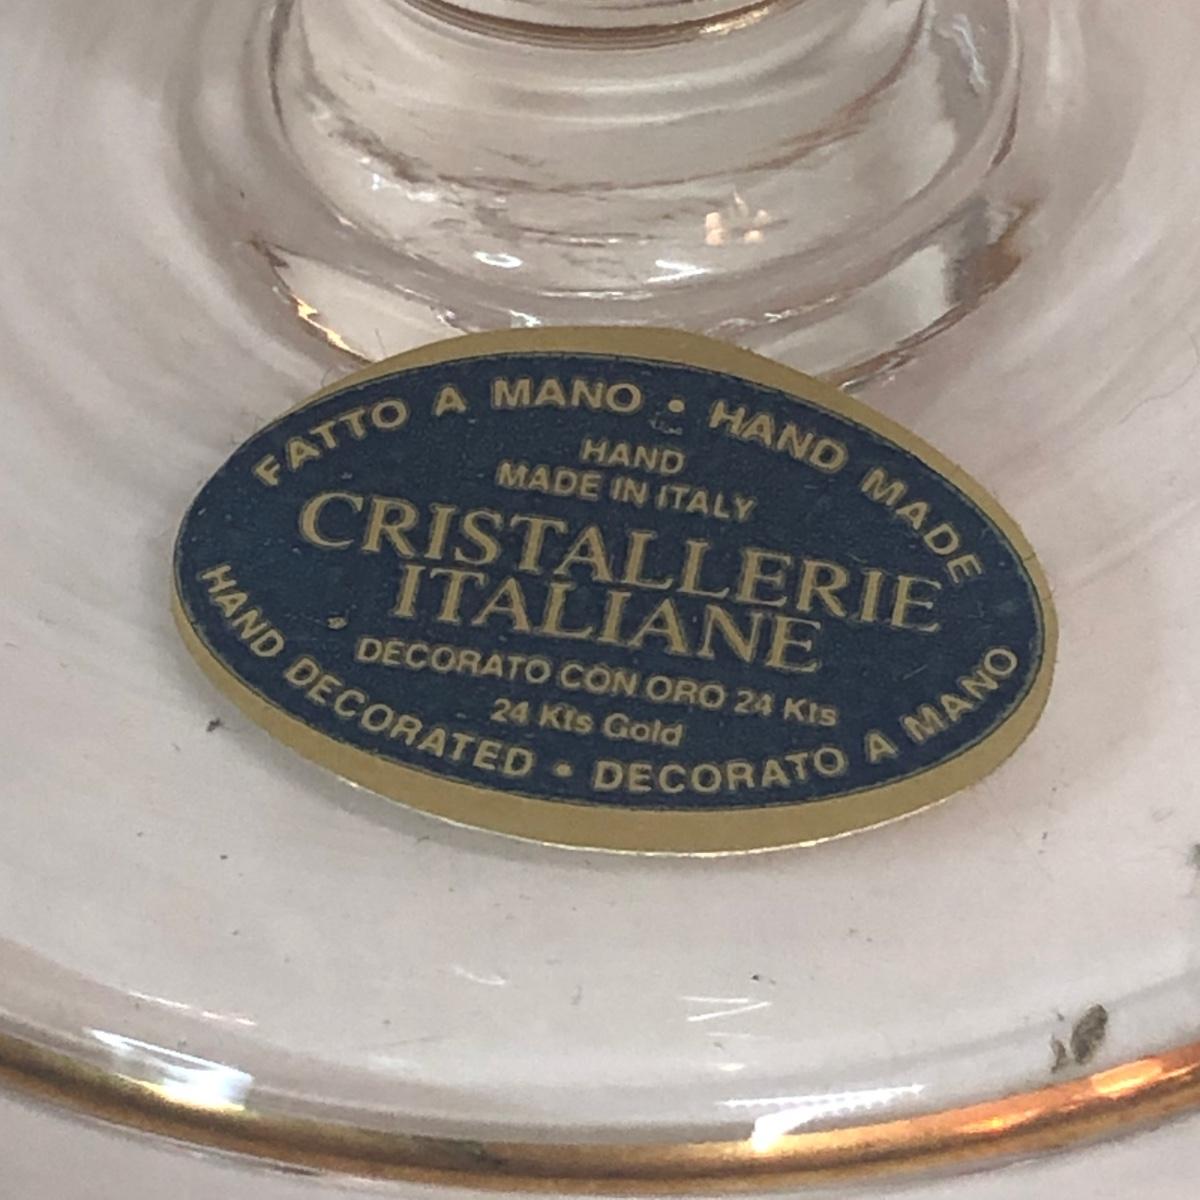 FATTO A MANO • HAND MADE
HAND
MADE IN ITALY
CRISTALLERIE
ITALIANE
DECORATO CON ORO 24 Kts
24 Kts Gold
HAND DECORATED • DECORATO A MANO